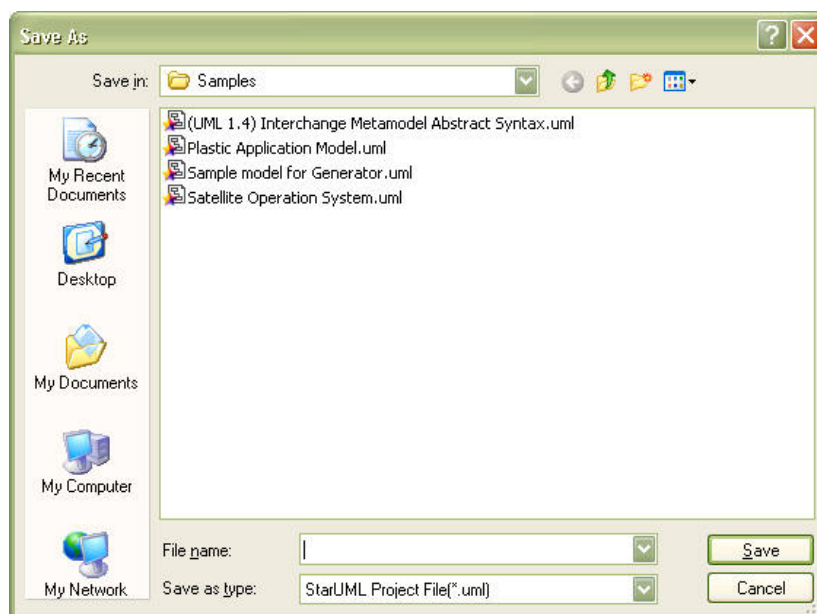 Save As
Save in:
Samples
(UML 1.4) Interchange Metamodel Abstract Syntax.uml
Plastic Application Model.uml
Sample model for Generator.uml
Satellite Operation System.uml
My Recent
Documents
Desktop
My Documents
My Computer
My Network
File name:
Save
Save as type:
StarUML Project File(*.uml)
Cancel